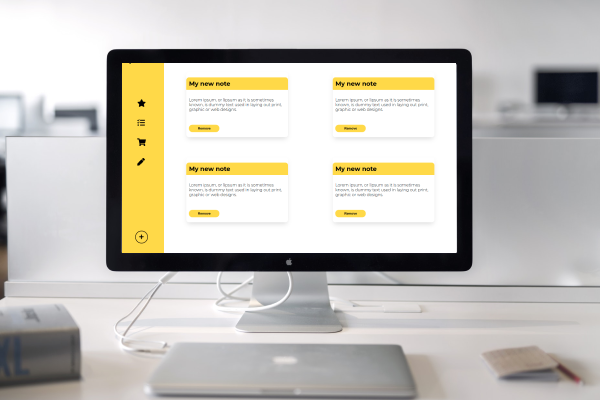 My new note
Lorem ipsum, or lipsum as it is sometimes
known, is dummy text used in laying out print,
graphic or web designs.
Remove
My new note
Lorem ipsum, or lipsum as it is sometimes
known, is dummy text used in laying out print,
graphic or web designs.
Remove
My new note
Lorem ipsum, or lipsum as it is sometimes
known, is dummy text used in laying out print,
graphic or web designs.
Remove
My new note
Lorem ipsum, or lipsum as it is sometimes
known, is dummy text used in laying out print,
graphic or web designs.
Remove
XL